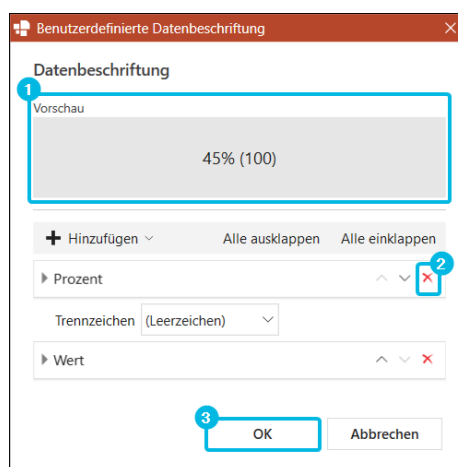 Benutzerdefinierte Datenbeschriftung
Datenbeschriftung
1
Vorschau
45% (100)
Hinzufügen Alle ausklappen Alle einklappen
2
Prozent
Trennzeichen (Leerzeichen)
Wert
3
OK Abbrechen